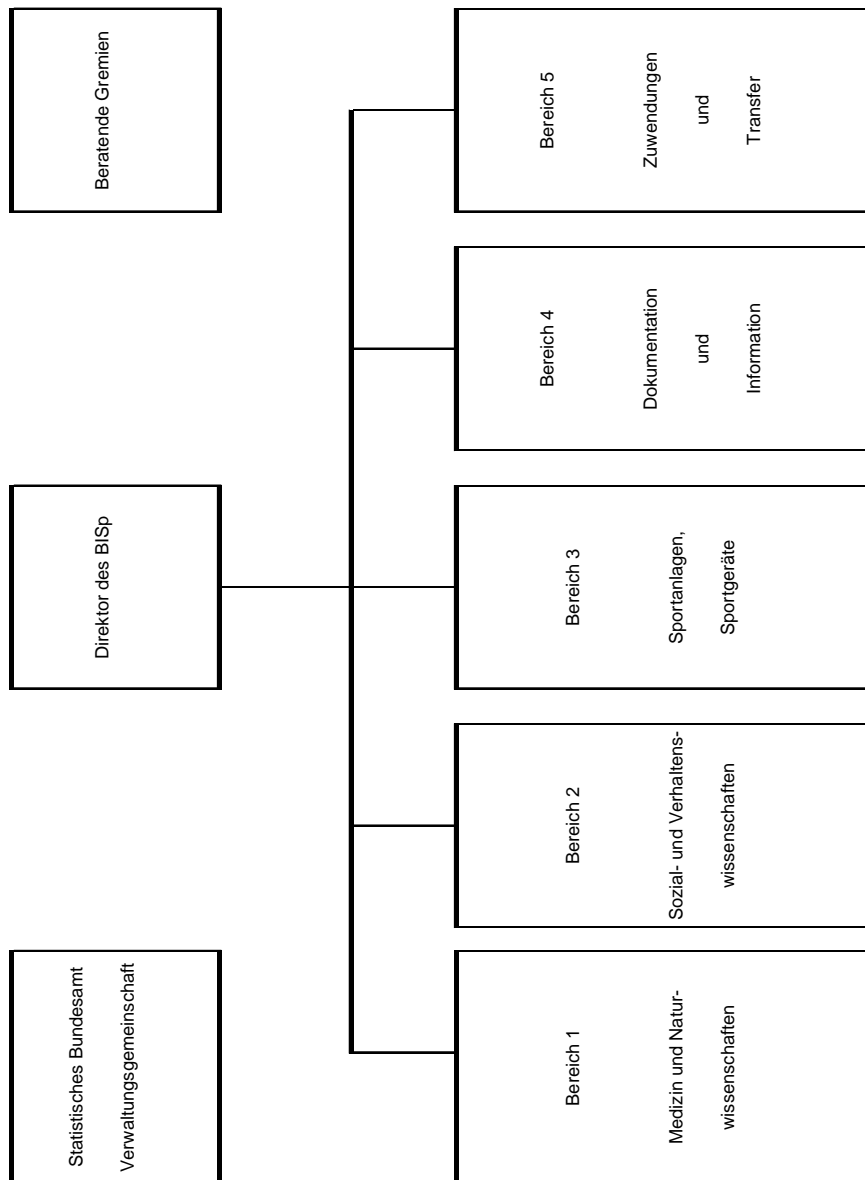 Statistisches Bundesamt
Verwaltungsgemeinschaft
Direktor des BISp
Beratende Gremien
Bereich 1
Medizin und Natur-
wissenschaften
Bereich 2
Sozial- und Verhaltens-
wissenschaften
Bereich 3
Sportanlagen,
Sportgeräte
Bereich 4
Dokumentation
und
Information
Bereich 5
Zuwendungen
und
Transfer